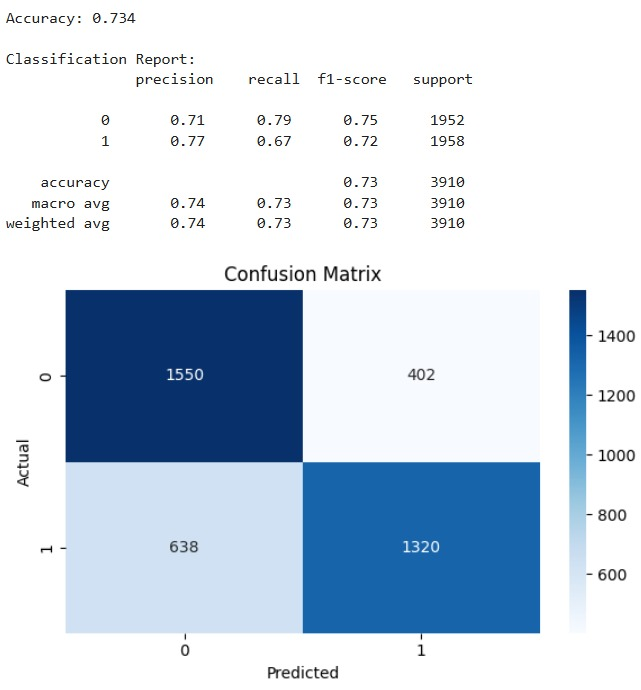 Accuracy: 0.734
Classification Report:
precision recall f1-score support
0 0.71 0.79 0.75 1952
1 0.77 0.67 0.72 1958
accuracy 0.73 3910
macro avg 0.74 0.73 0.73 3910
weighted avg 0.74 0.73 0.73 3910
Confusion Matrix
1400
1200
1000
800
600
0
1550 402
Actual
1
638 1320
0 1
Predicted